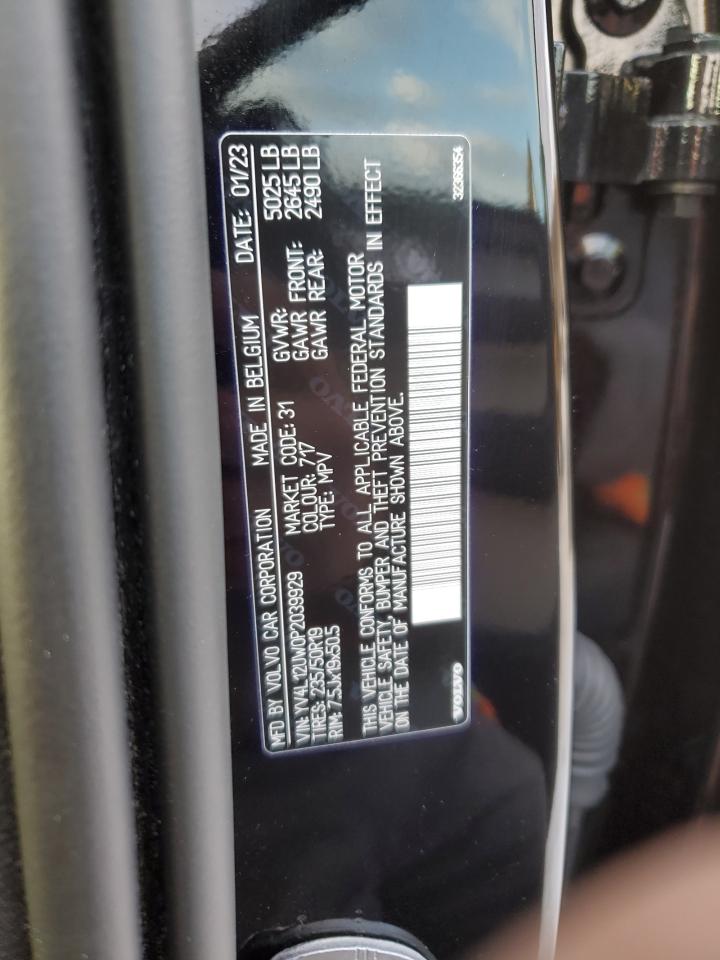 MFD BY VOLVO CAR CORPORATION MADE IN BELGIUM DATE: 01/23
VIN: YV4L12UW0P2039929 MARKET CODE: 31 GVWR: 5025 LB
TIRES: 235/50R19 COLOUR: 717 GAWR FRONT: 2645 LB
RIM: 7.5Jx19x50.5 TYPE: MPV GAWR REAR: 2490 LB
THIS VEHICLE CONFORMS TO ALL APPLICABLE FEDERAL MOTOR
VEHICLE SAFETY, BUMPER AND THEFT PREVENTION STANDARDS IN EFFECT
ON THE DATE OF MANUFACTURE SHOWN ABOVE.
VOLVO 32366354